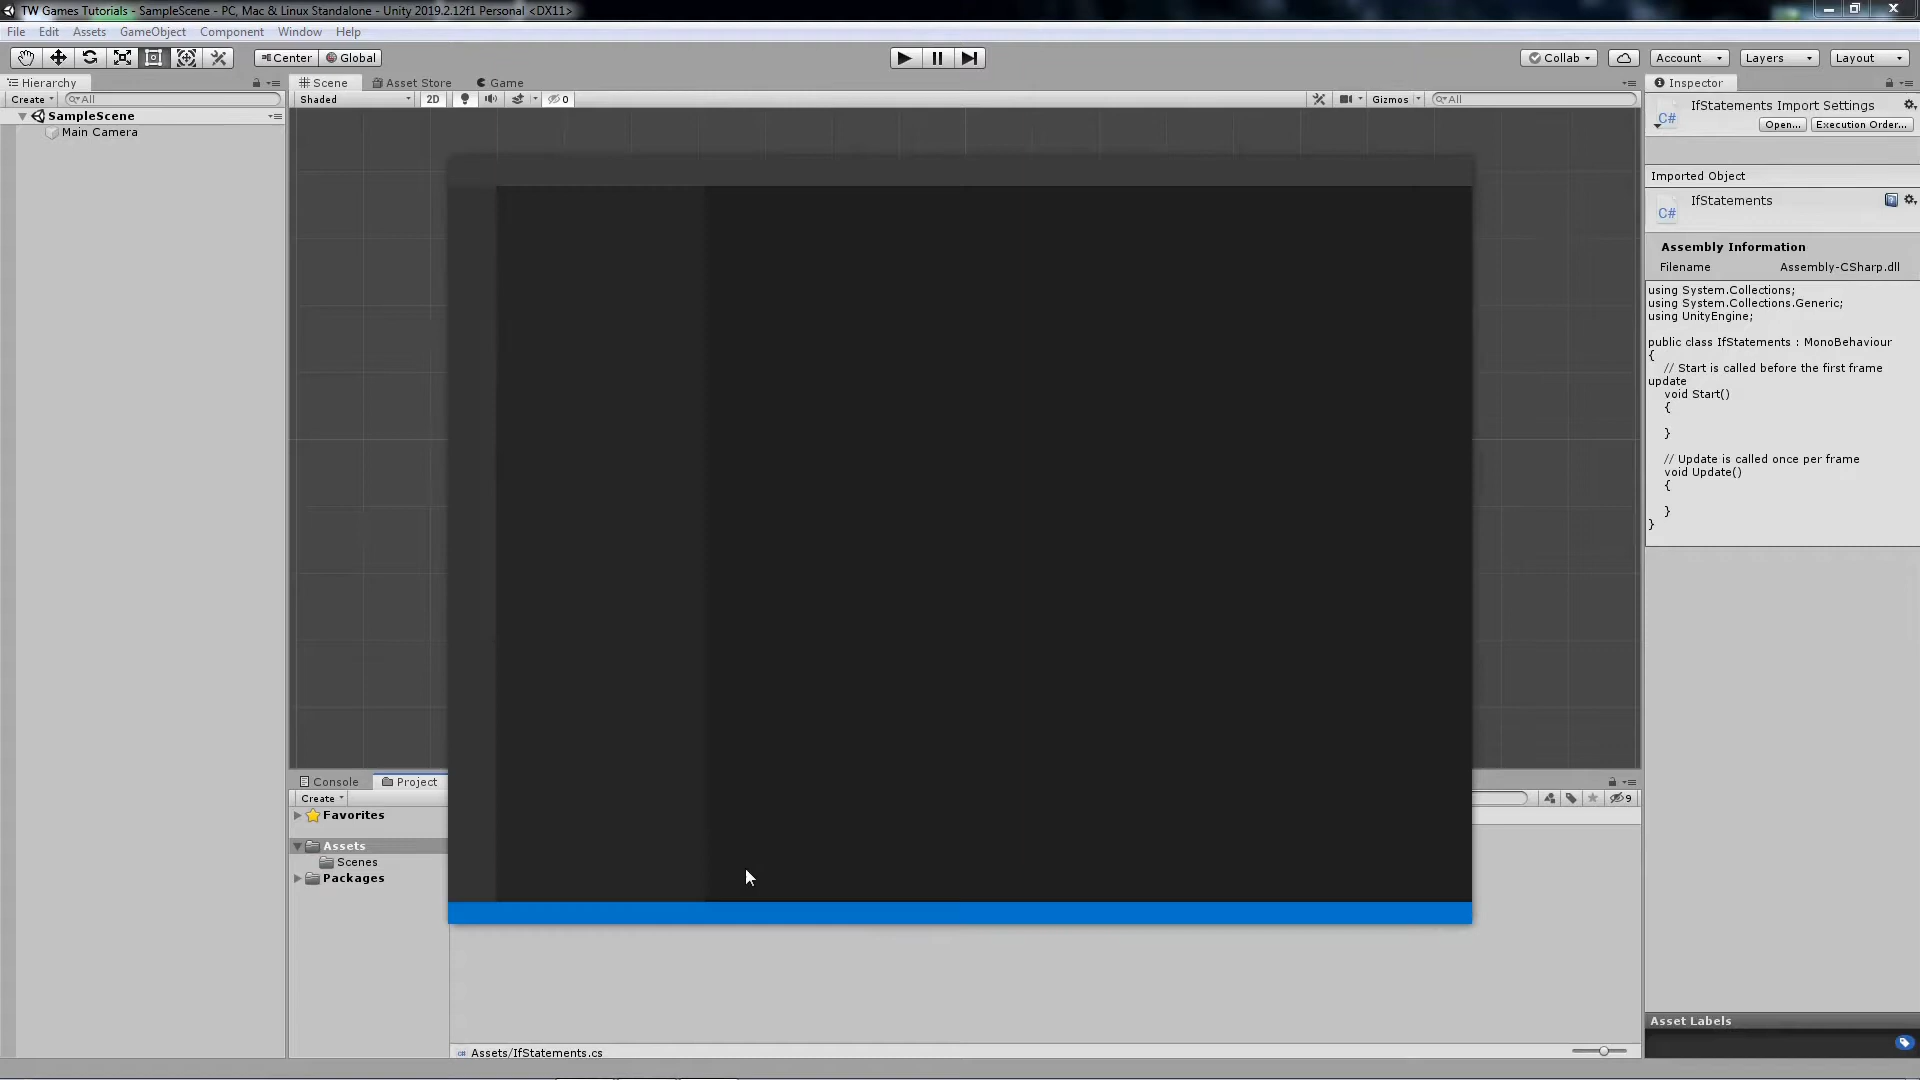 TW Games Tutorials - SampleScene - PC, Mac & Linux Standalone - Unity 2019.2.12f1 Personal <DX11>
File Edit Assets GameObject Component Window Help
Center Global Collab Account Layers Layout
Hierarchy Scene Asset Store Game Inspector
Create All Shaded 2D 0 Gizmos All
SampleScene
Main Camera
C# IfStatements Import Settings
Open... Execution Order...
Imported Object
C# IfStatements
Assembly Information
Filename Assembly-CSharp.dll
using System.Collections;
using System.Collections.Generic;
using UnityEngine;
public class IfStatements : MonoBehaviour
{
// Start is called before the first frame
update
void Start()
{
}
// Update is called once per frame
void Update()
{
}
}
Console Project
Create 9
Favorites
Assets
Scenes
Packages
Asset Labels
Assets/IfStatements.cs